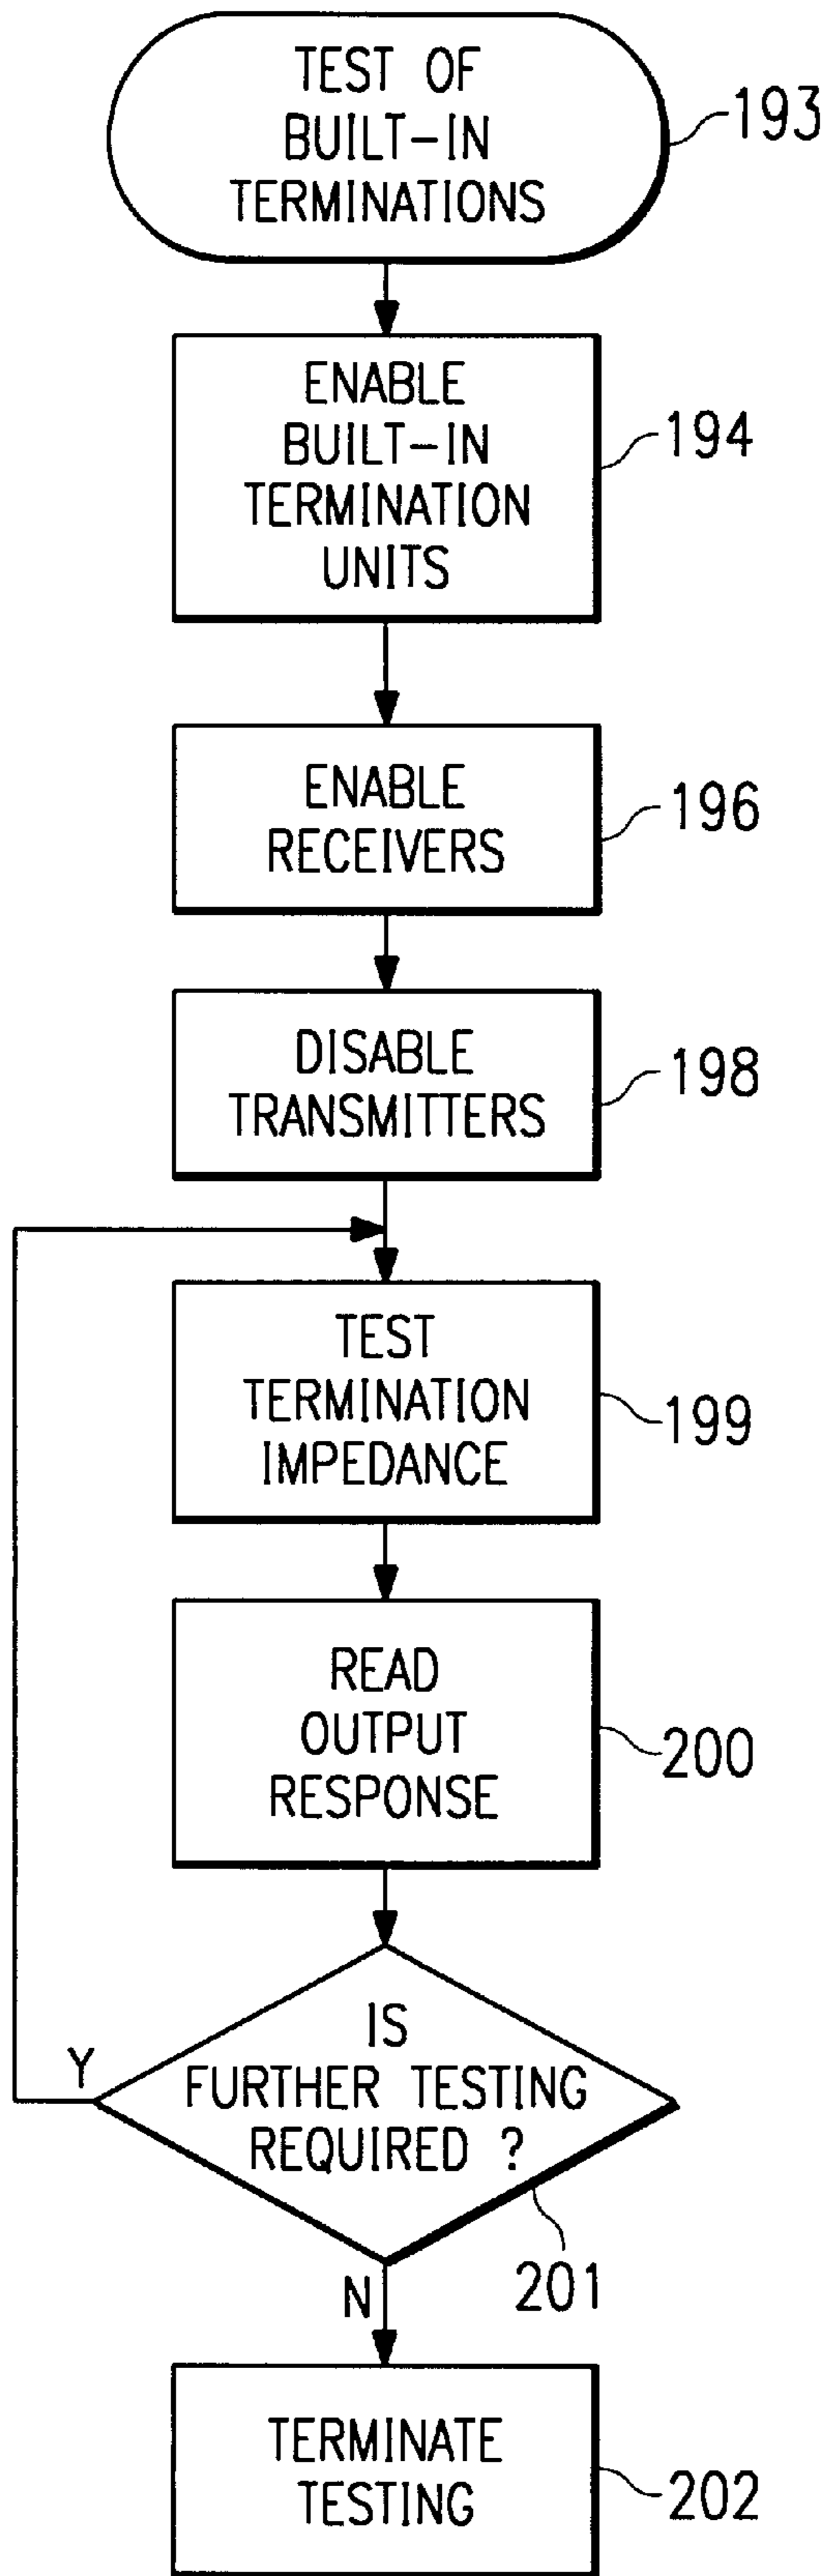 TEST OF
BUILT-IN
TERMINATIONS
193
ENABLE
BUILT-IN
TERMINATION
UNITS
194
ENABLE
RECEIVERS
196
DISABLE
TRANSMITTERS
198
TEST
TERMINATION
IMPEDANCE
199
READ
OUTPUT
RESPONSE
200
IS
FURTHER TESTING
REQUIRED ?
Y
201
N
TERMINATE
TESTING
202